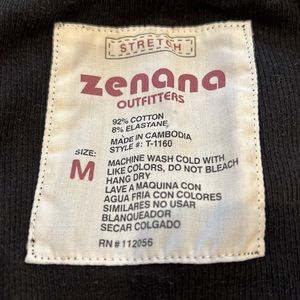 STRETCH
zenana
OUTFITTERS
92% COTTON
8% ELASTANE
MADE IN CAMBODIA
STYLE #: T-1160
SIZE:
M
MACHINE WASH COLD WITH
LIKE COLORS, DO NOT BLEACH
HANG DRY
LAVE A MAQUINA CON
AGUA FRIA CON COLORES
SIMILARES NO USAR
BLANQUEADOR
SECAR COLGADO
RN #112056